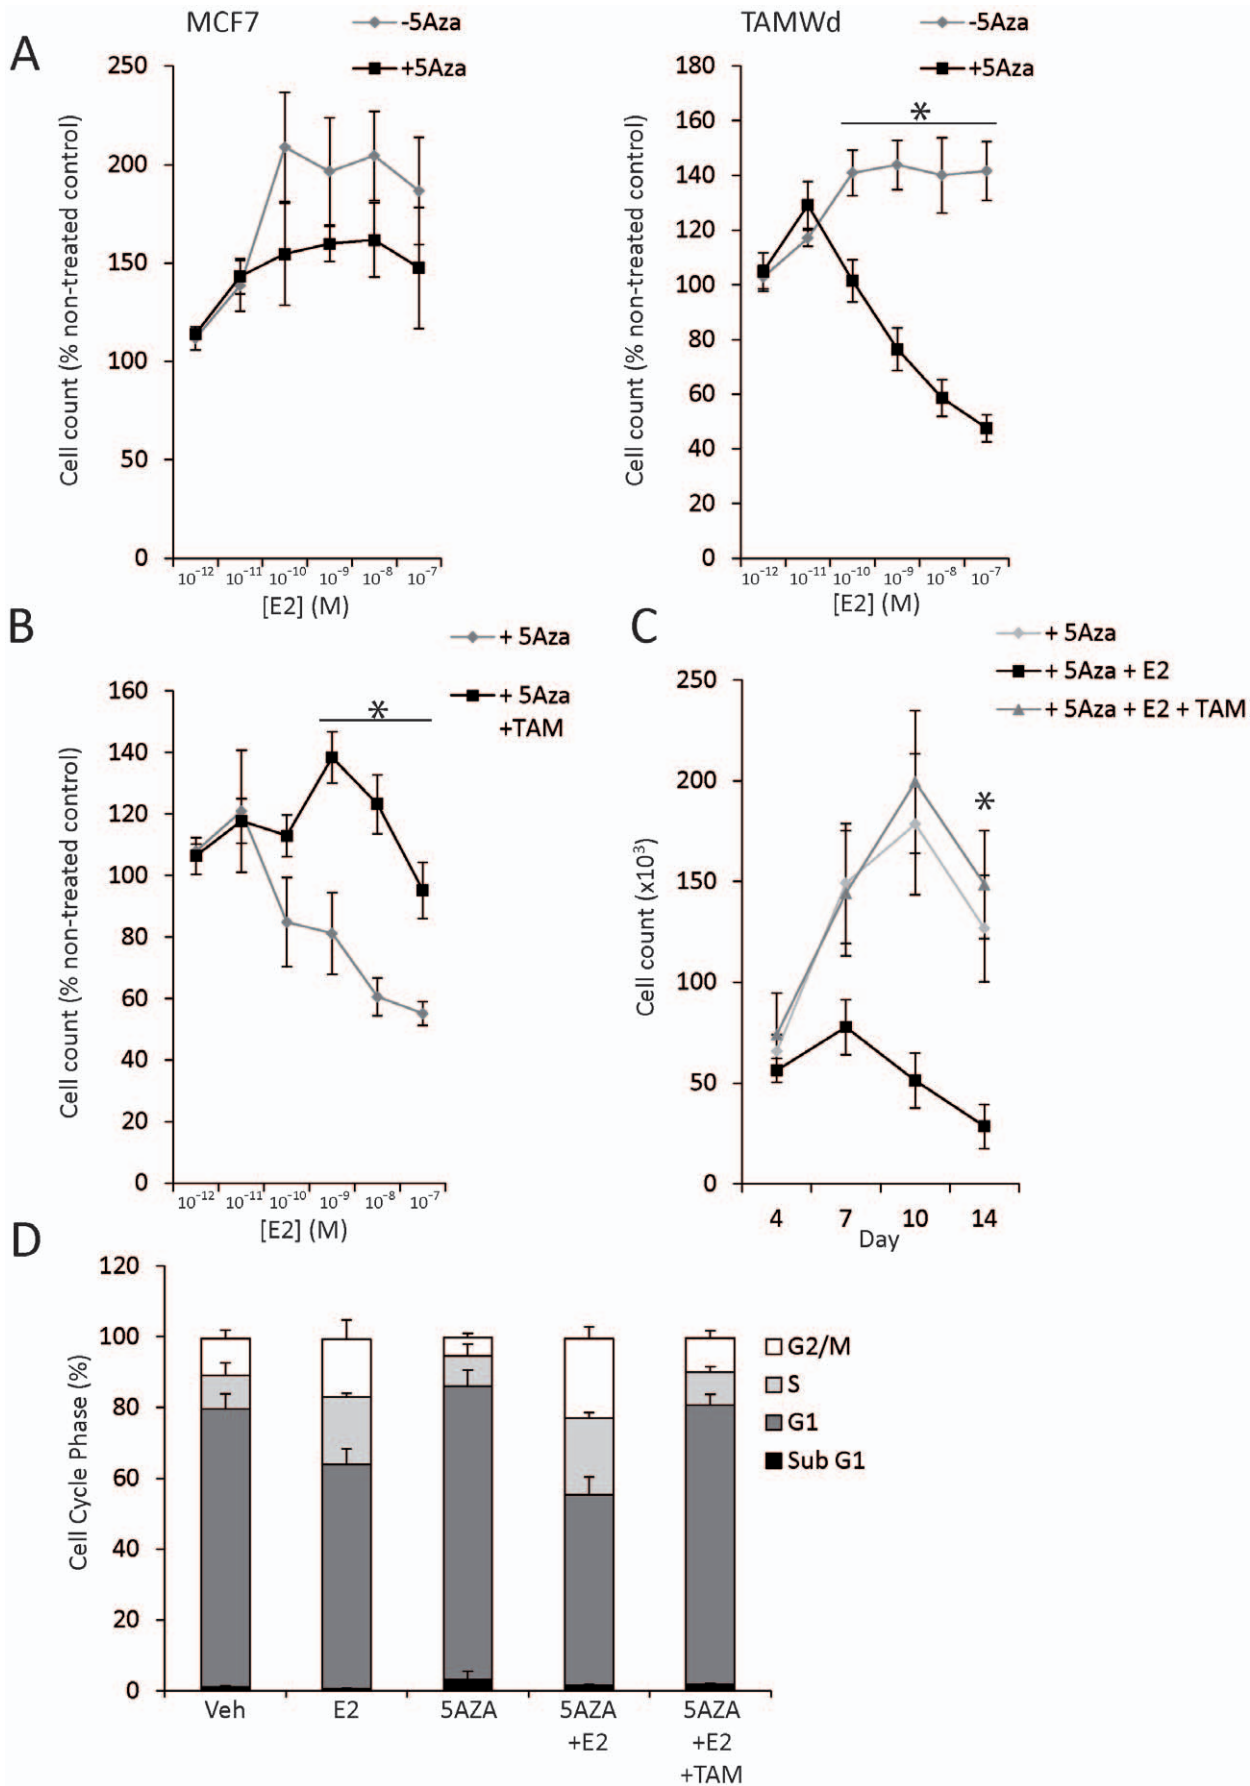 A
MCF7
-5Aza
+5Aza
250
200
150
100
50
0
Cell count (% non-treated control)
10⁻¹² 10⁻¹¹ 10⁻¹⁰ 10⁻⁹ 10⁻⁸ 10⁻⁷
[E2] (M)
TAMWd
-5Aza
+5Aza
*
180
160
140
120
100
80
60
40
20
0
Cell count (% non-treated control)
10⁻¹² 10⁻¹¹ 10⁻¹⁰ 10⁻⁹ 10⁻⁸ 10⁻⁷
[E2] (M)
B
+ 5Aza
+ 5Aza
+TAM
*
160
140
120
100
80
60
40
20
0
Cell count (% non-treated control)
10⁻¹² 10⁻¹¹ 10⁻¹⁰ 10⁻⁹ 10⁻⁸ 10⁻⁷
[E2] (M)
C
+ 5Aza
+ 5Aza + E2
+ 5Aza + E2 + TAM
*
250
200
150
100
50
0
Cell count (x10³)
4 7 10 14
Day
D
120
100
80
60
40
20
0
Cell Cycle Phase (%)
G2/M
S
G1
Sub G1
Veh E2 5AZA 5AZA 5AZA
+E2 +E2
+TAM